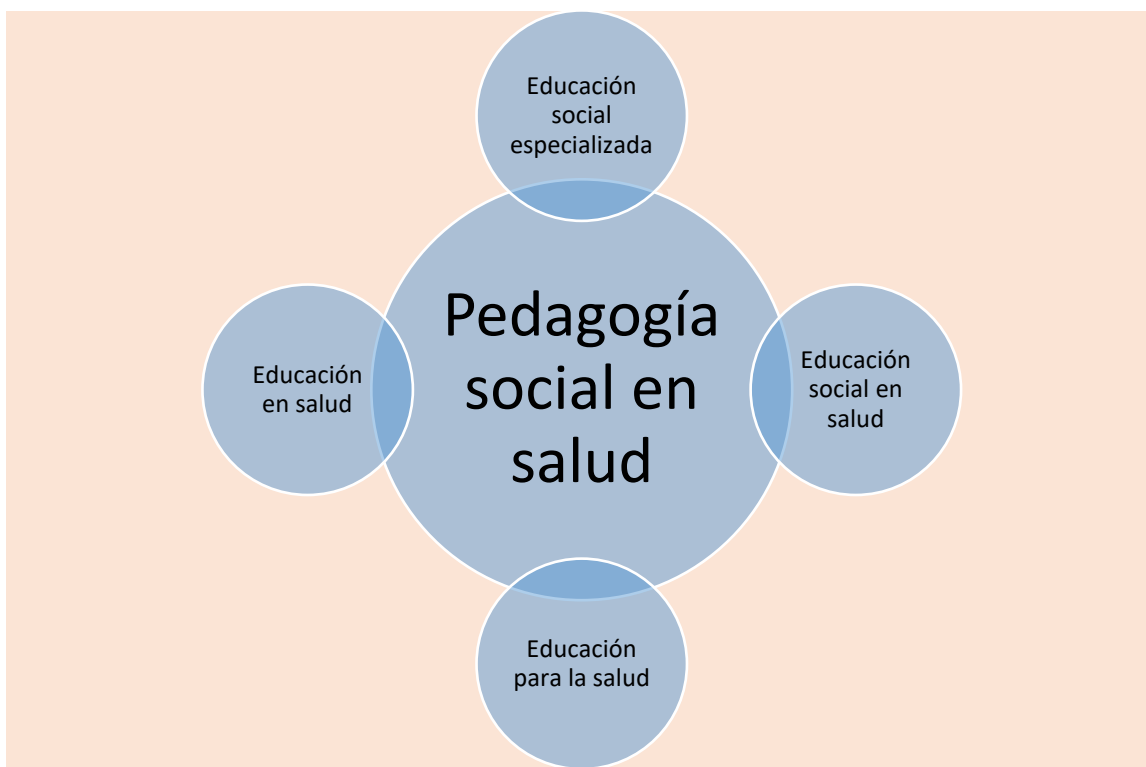 Educación
social
especializada
Pedagogía
social en
salud
Educación
en salud
Educación
social en
salud
Educación
para la salud